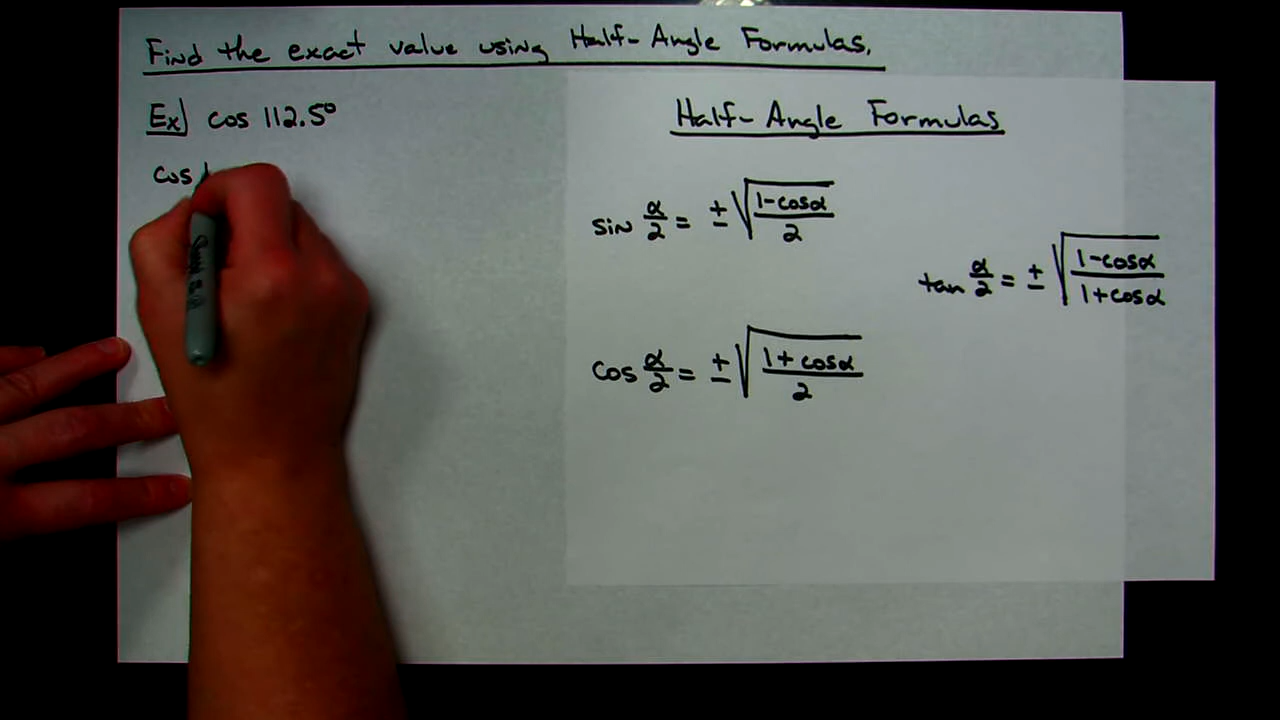 Find the exact value using Half-Angle Formulas.
Ex) cos 112.5°
cos
Half-Angle Formulas
sin α/2 = ± √((1-cosα)/2)
tan α/2 = ± √((1-cosα)/(1+cosα))
cos α/2 = ± √((1+cosα)/2)